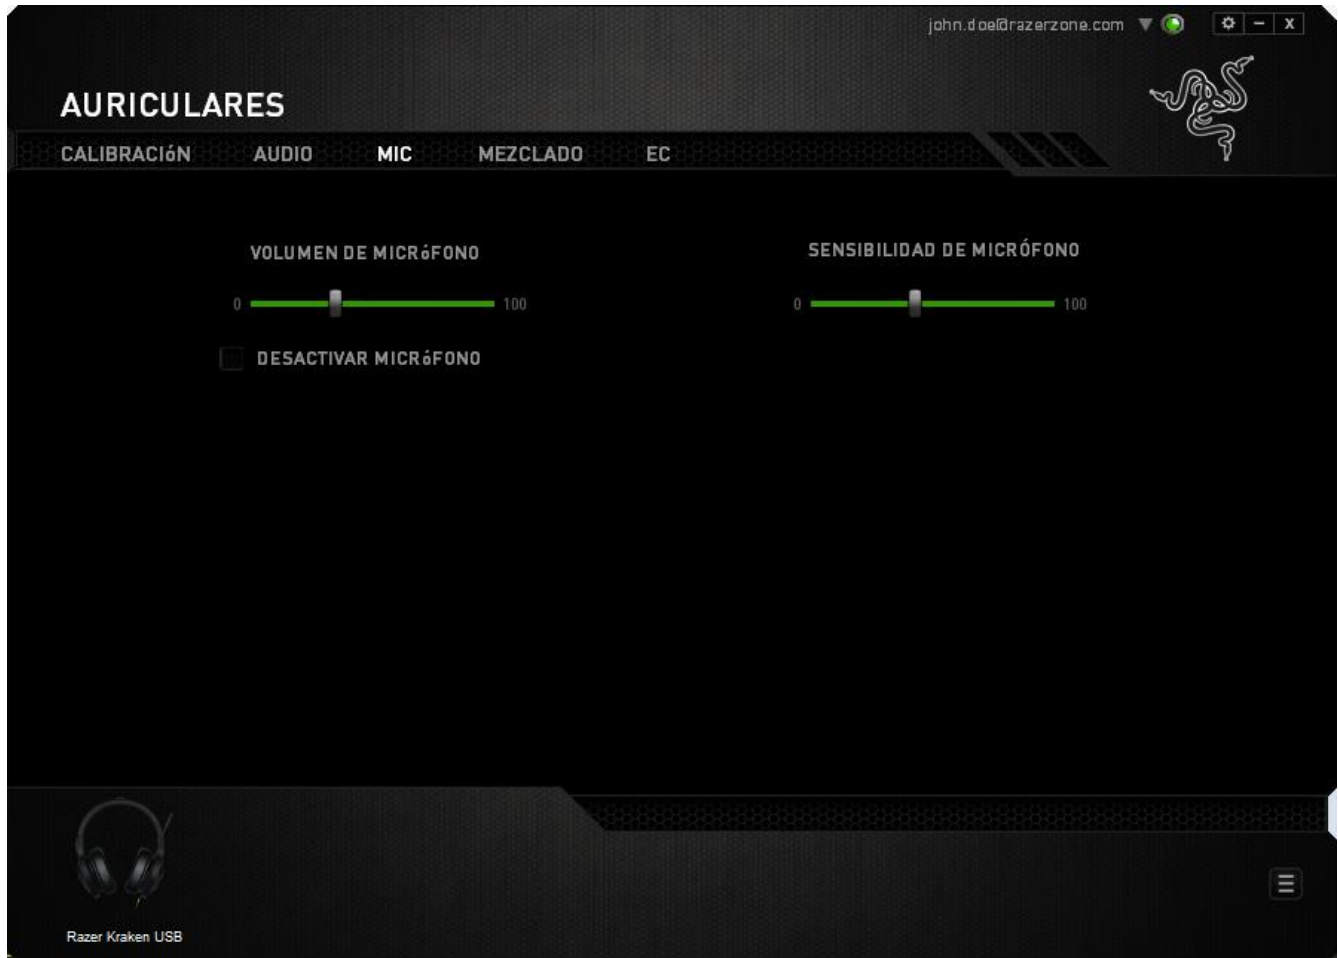 john.doe@razerzone.com
X
AURICULARES
CALIBRACIóN AUDIO MIC MEZCLADO EC
VOLUMEN DE MICRóFONO SENSIBILIDAD DE MICRÓFONO
0 100 0 100
DESACTIVAR MICRóFONO
Razer Kraken USB